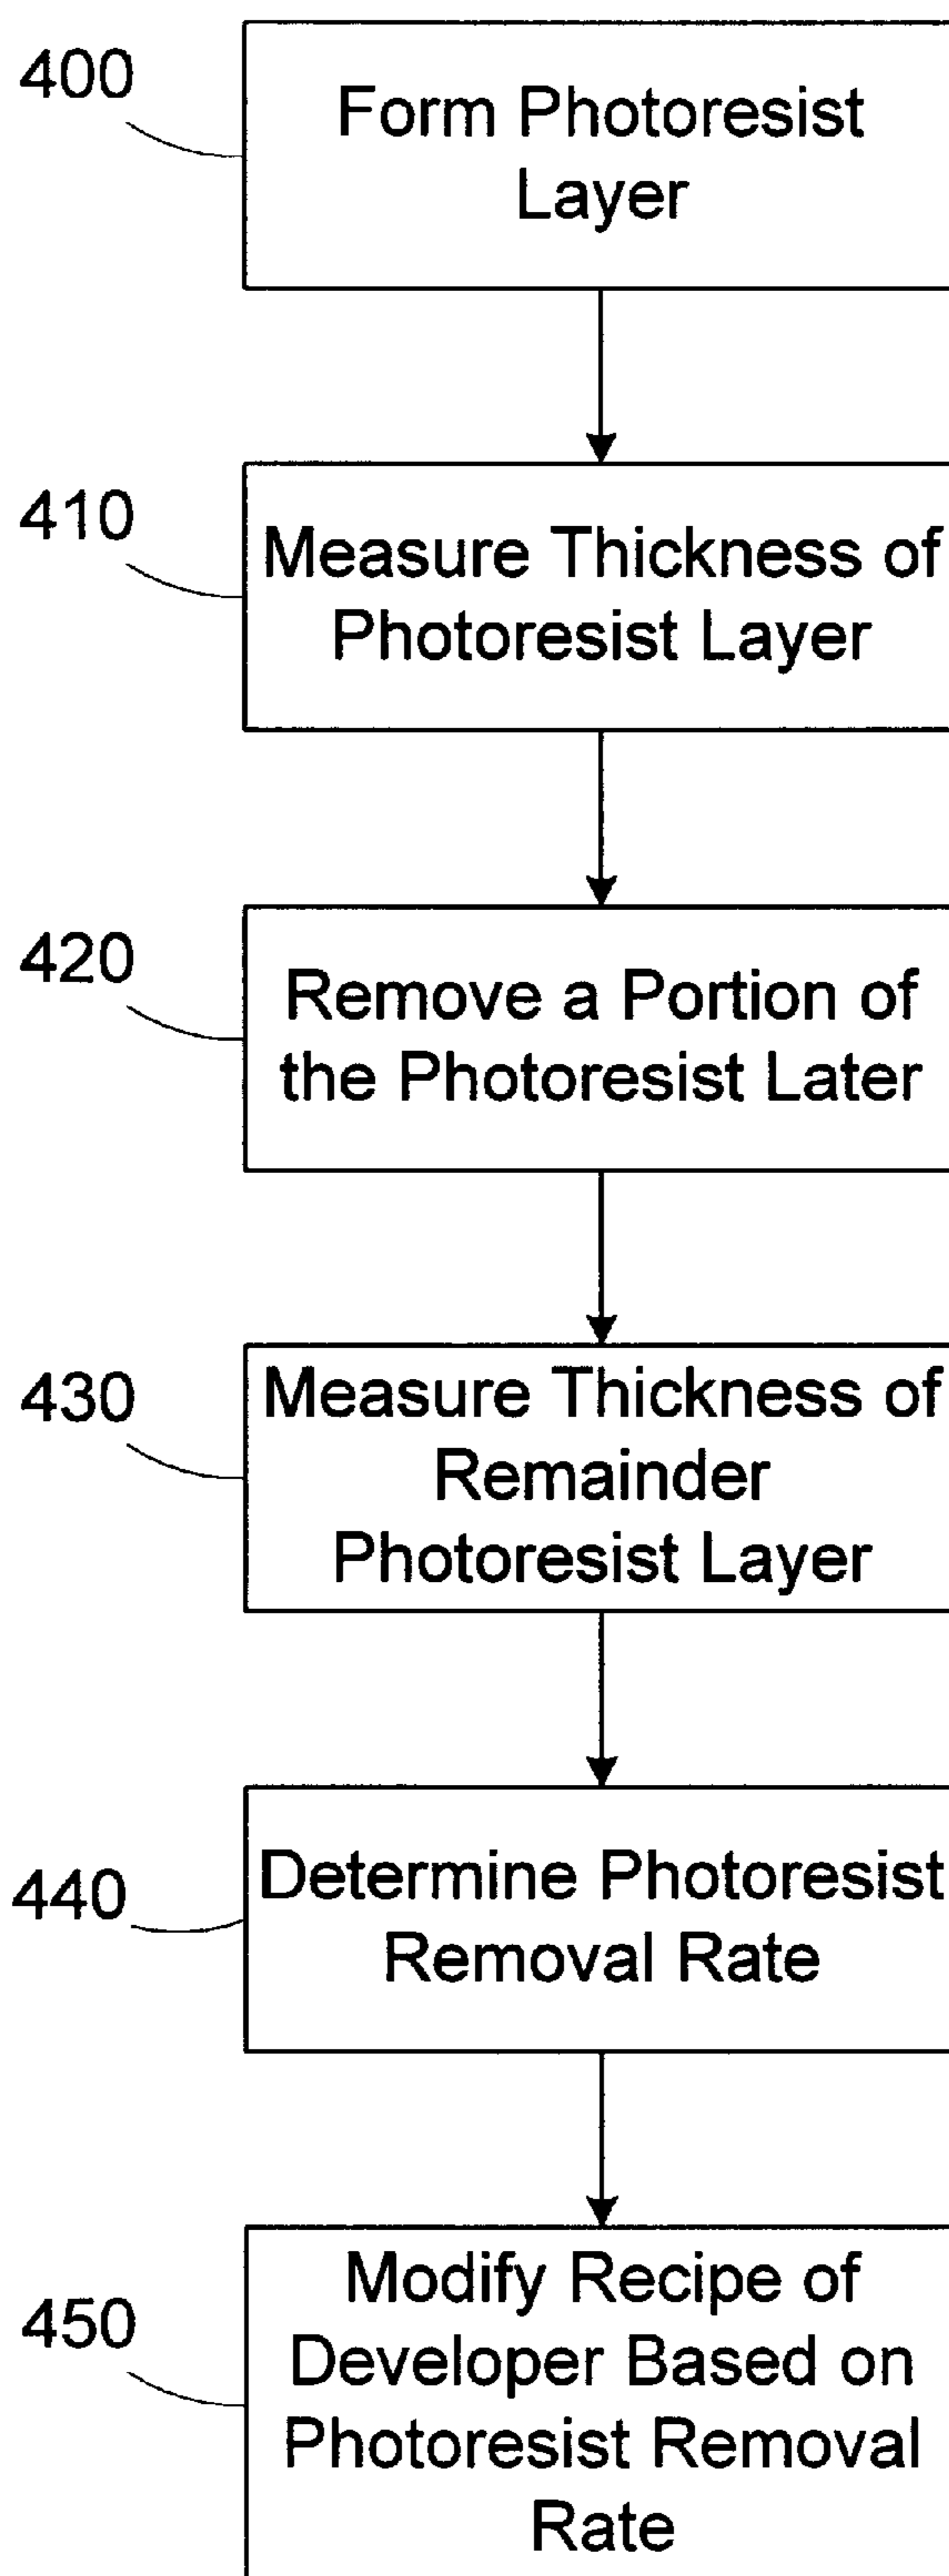 400
Form Photoresist
Layer
410
Measure Thickness of
Photoresist Layer
420
Remove a Portion of
the Photoresist Later
430
Measure Thickness of
Remainder
Photoresist Layer
440
Determine Photoresist
Removal Rate
450
Modify Recipe of
Developer Based on
Photoresist Removal
Rate